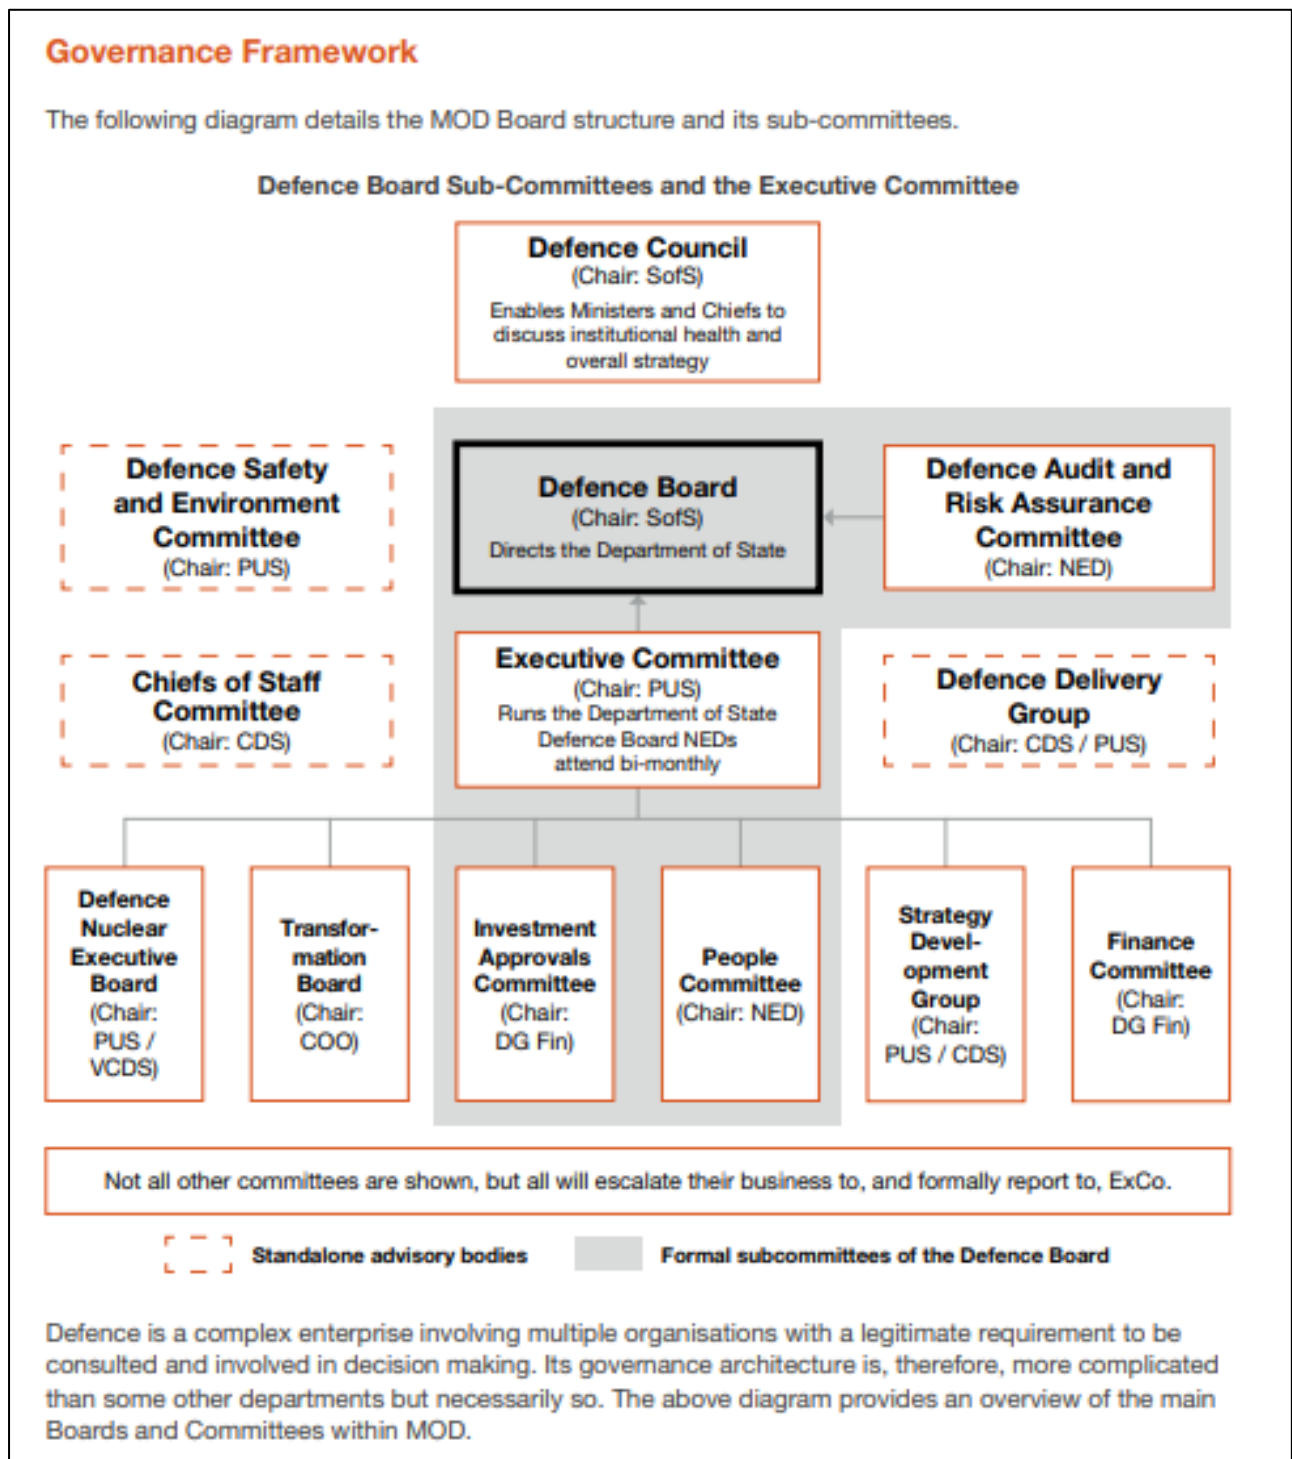 Governance Framework
The following diagram details the MOD Board structure and its sub-committees.
Defence Board Sub-Committees and the Executive Committee
Defence Council
(Chair: SofS)
Enables Ministers and Chiefs to
discuss institutional health and
overall strategy
Defence Safety
and Environment
Committee
(Chair: PUS)
Defence Board
(Chair: SofS)
Directs the Department of State
Defence Audit and
Risk Assurance
Committee
(Chair: NED)
Chiefs of Staff
Committee
(Chair: CDS)
Executive Committee
(Chair: PUS)
Runs the Department of State
Defence Board NEDs
attend bi-monthly
Defence Delivery
Group
(Chair: CDS / PUS)
Defence
Nuclear
Executive
Board
(Chair:
PUS /
VCDS)
Transfor-
mation
Board
(Chair:
COO)
Investment
Approvals
Committee
(Chair:
DG Fin)
People
Committee
(Chair: NED)
Strategy
Devel-
opment
Group
(Chair:
PUS / CDS)
Finance
Committee
(Chair:
DG Fin)
Not all other committees are shown, but all will escalate their business to, and formally report to, ExCo.
Standalone advisory bodies
Formal subcommittees of the Defence Board
Defence is a complex enterprise involving multiple organisations with a legitimate requirement to be
consulted and involved in decision making. Its governance architecture is, therefore, more complicated
than some other departments but necessarily so. The above diagram provides an overview of the main
Boards and Committees within MOD.